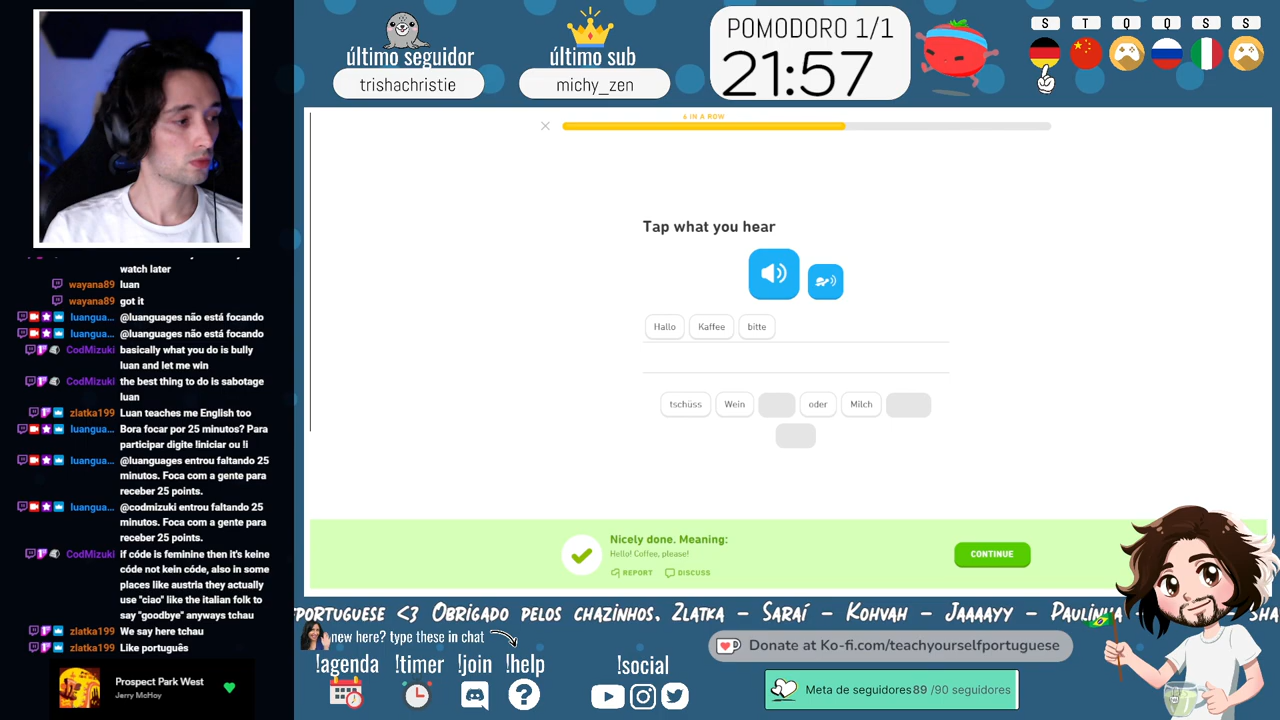 último seguidor
trishachristie
último sub
michy_zen
POMODORO 1/1
21:57
S T Q Q S S
6 IN A ROW
Tap what you hear
Hallo Kaffee bitte
tschüss Wein oder Milch
Nicely done. Meaning:
Hello! Coffee, please!
REPORT DISCUSS
CONTINUE
watch later
wayana89 luan
wayana89 got it
luangua... @luanguages não está focando
luangua... @luanguages não está focando
CodMizuki basically what you do is bully
luan and let me win
CodMizuki the best thing to do is sabotage
luan
zlatka199 Luan teaches me English too
luangua... Bora focar por 25 minutos? Para
participar digite !iniciar ou !i
luangua... @luanguages entrou faltando 25
minutos. Foca com a gente para
receber 25 points.
luangua... @codmizuki entrou faltando 25
minutos. Foca com a gente para
receber 25 points.
CodMizuki if códe is feminine then it's keine
códe not kein códe, also in some
places like austria they actually
use "ciao" like the italian folk to
say "goodbye" anyways tchau
zlatka199 We say here tchau
zlatka199 Like português
Prospect Park West
Jerry McHoy
PORTUGUESE <3 OBRIGADO PELOS CHAZINHOS, ZLATKA - SARAÍ - KOHVAH - JAAAAYY - PAULINHA
new here? type these in chat
!agenda !timer !join !help
!social
Donate at Ko-fi.com/teachyourselfportuguese
Meta de seguidores 89 /90 seguidores